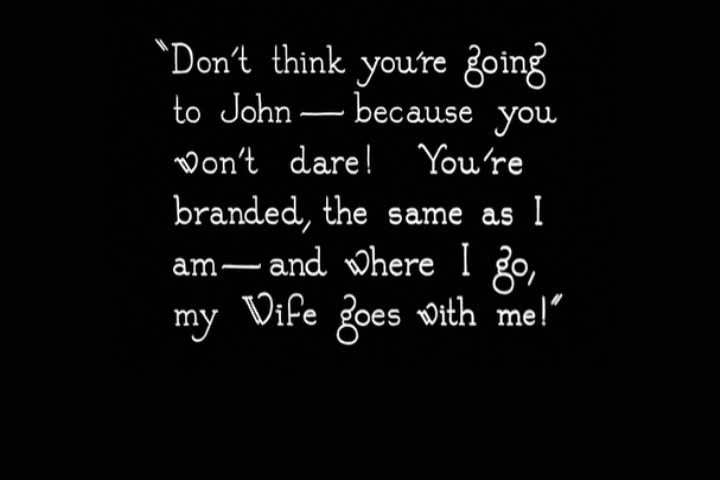 "Don't think you're going
to John — because you
won't dare! You're
branded, the same as I
am — and where I go,
my Wife goes with me!"